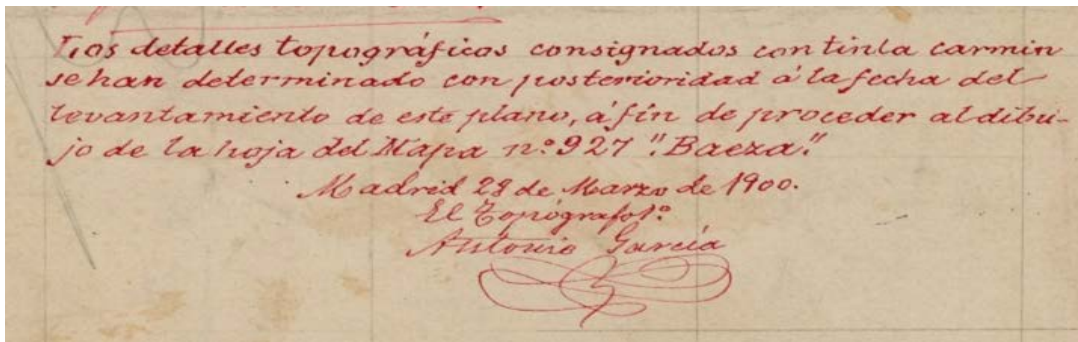 Los detalles topográficos consignados con tinta carmin
se han determinado con posterioridad á la fecha del
levantamiento de este plano, á fin de proceder al dibu-
jo de la hoja del Mapa nº 927 "Baeza."
Madrid 28 de Marzo de 1900.
El Topógrafo 1º
Antonio García